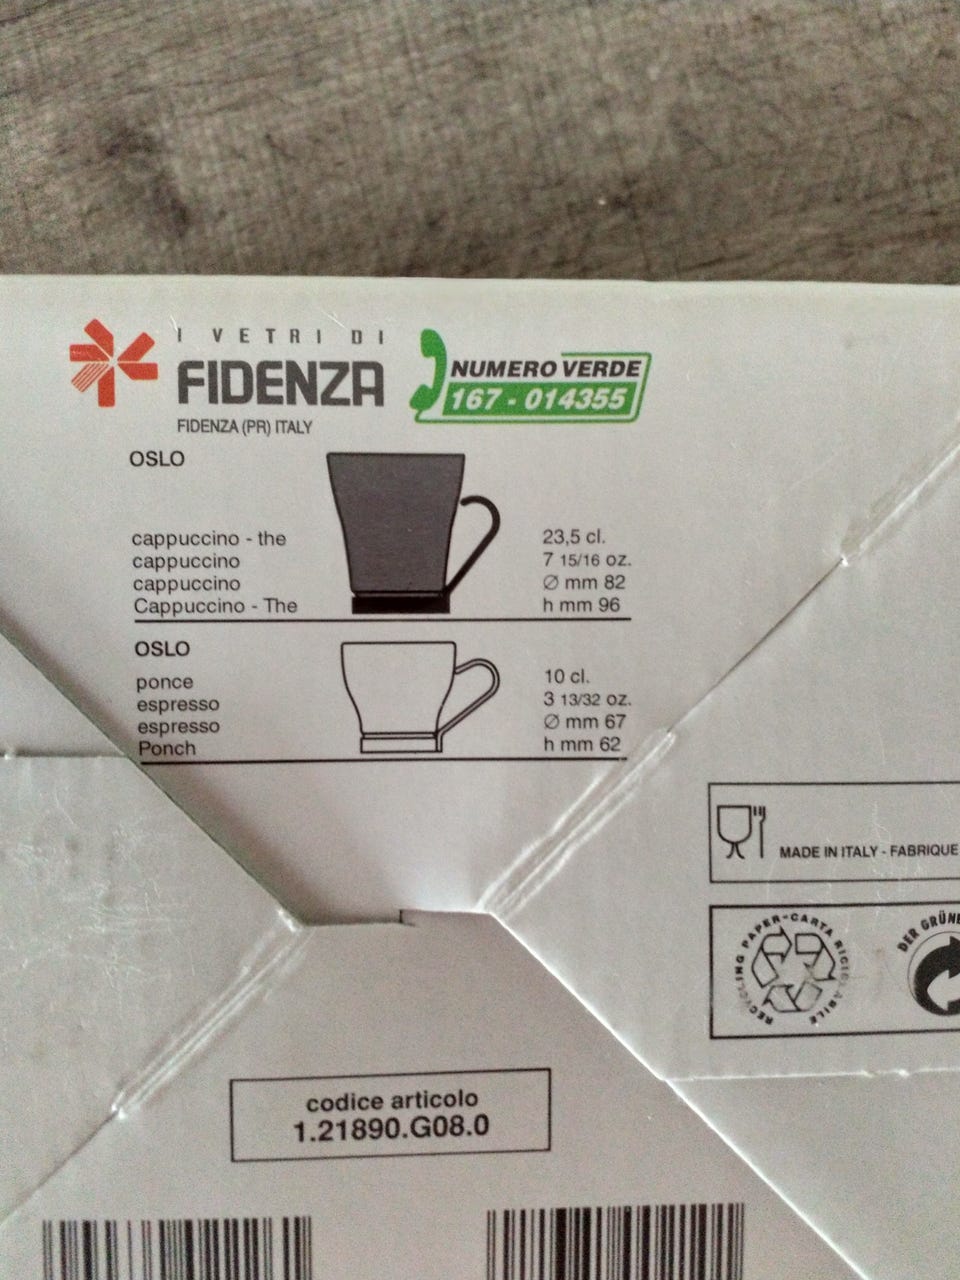 I VETRI DI
FIDENZA
FIDENZA (PR) ITALY
NUMERO VERDE
167 - 014355
OSLO
cappuccino - the
cappuccino
cappuccino
Cappuccino - The
23,5 cl.
7 15/16 oz.
∅ mm 82
h mm 96
OSLO
ponce
espresso
espresso
Ponch
10 cl.
3 13/32 oz.
∅ mm 67
h mm 62
MADE IN ITALY - FABRIQUE
RECYCLING PAPER-CARTA RICICLABILE
DER GRÜNE
codice articolo
1.21890.G08.0